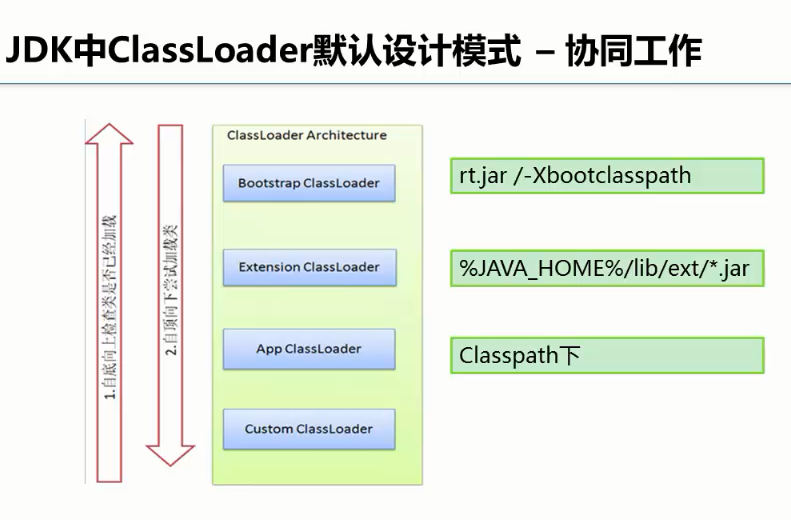 JDK中ClassLoader默认设计模式 – 协同工作
1.自底向上检查类是否已经加载
2.自顶向下尝试加载类
ClassLoader Architecture
Bootstrap ClassLoader
rt.jar /-Xbootclasspath
Extension ClassLoader
%JAVA_HOME%/lib/ext/*.jar
App ClassLoader
Classpath下
Custom ClassLoader